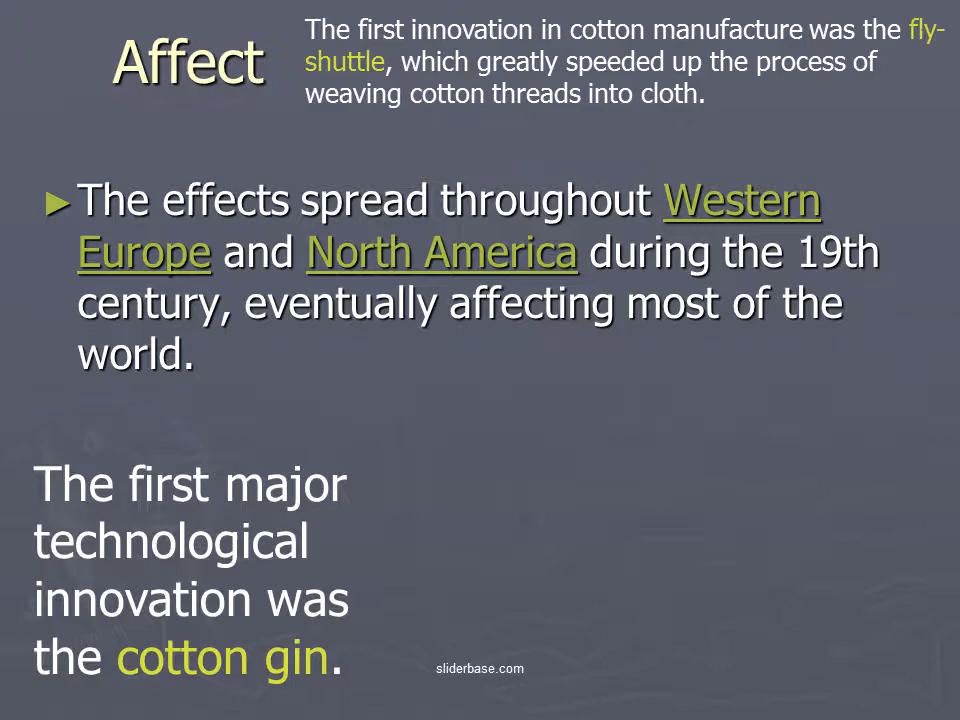 Affect
The first innovation in cotton manufacture was the fly-
shuttle, which greatly speeded up the process of
weaving cotton threads into cloth.
►The effects spread throughout Western
Europe and North America during the 19th
century, eventually affecting most of the
world.
The first major
technological
innovation was
the cotton gin.
sliderbase.com